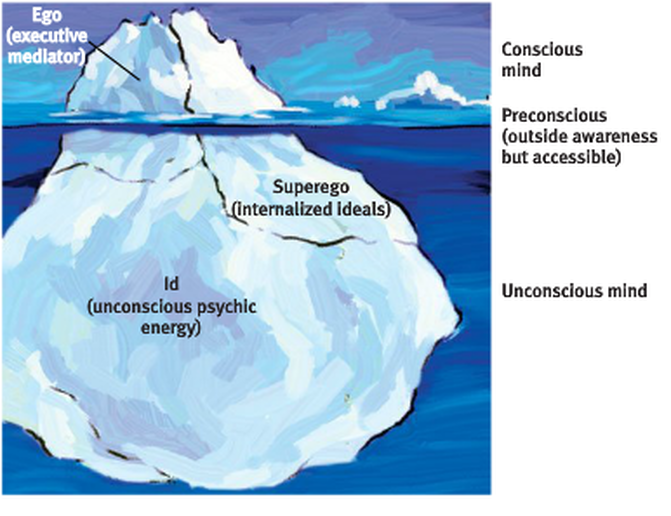 Ego
(executive
mediator)
Conscious
mind
Preconscious
(outside awareness
but accessible)
Superego
(internalized ideals)
Id
(unconscious psychic
energy)
Unconscious mind